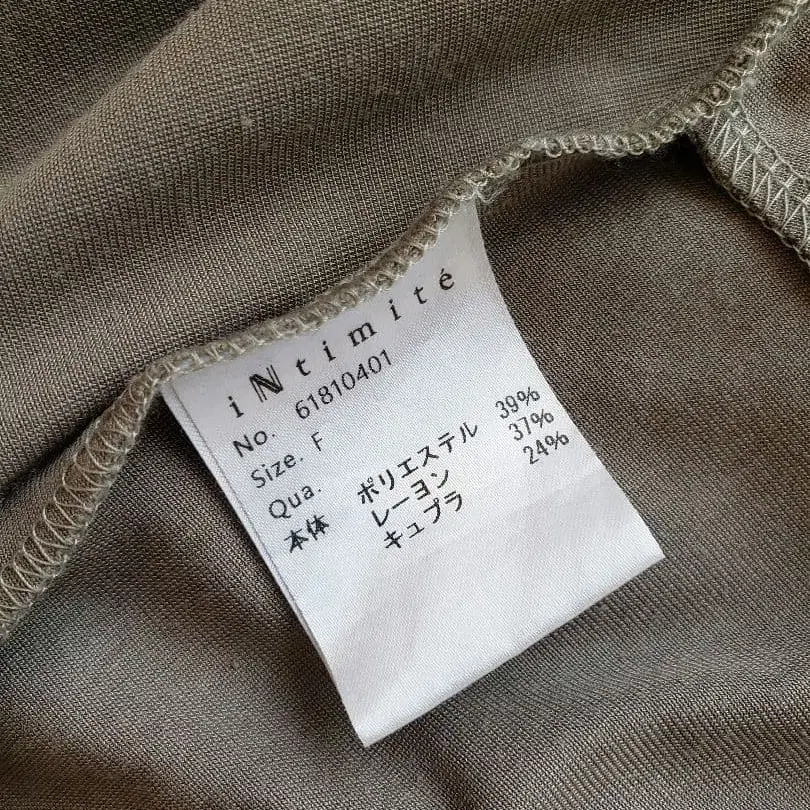 iNtimité
No. 61810401
Size. F
Qua.
本体 ポリエステル 39%
レーヨン 37%
キュプラ 24%